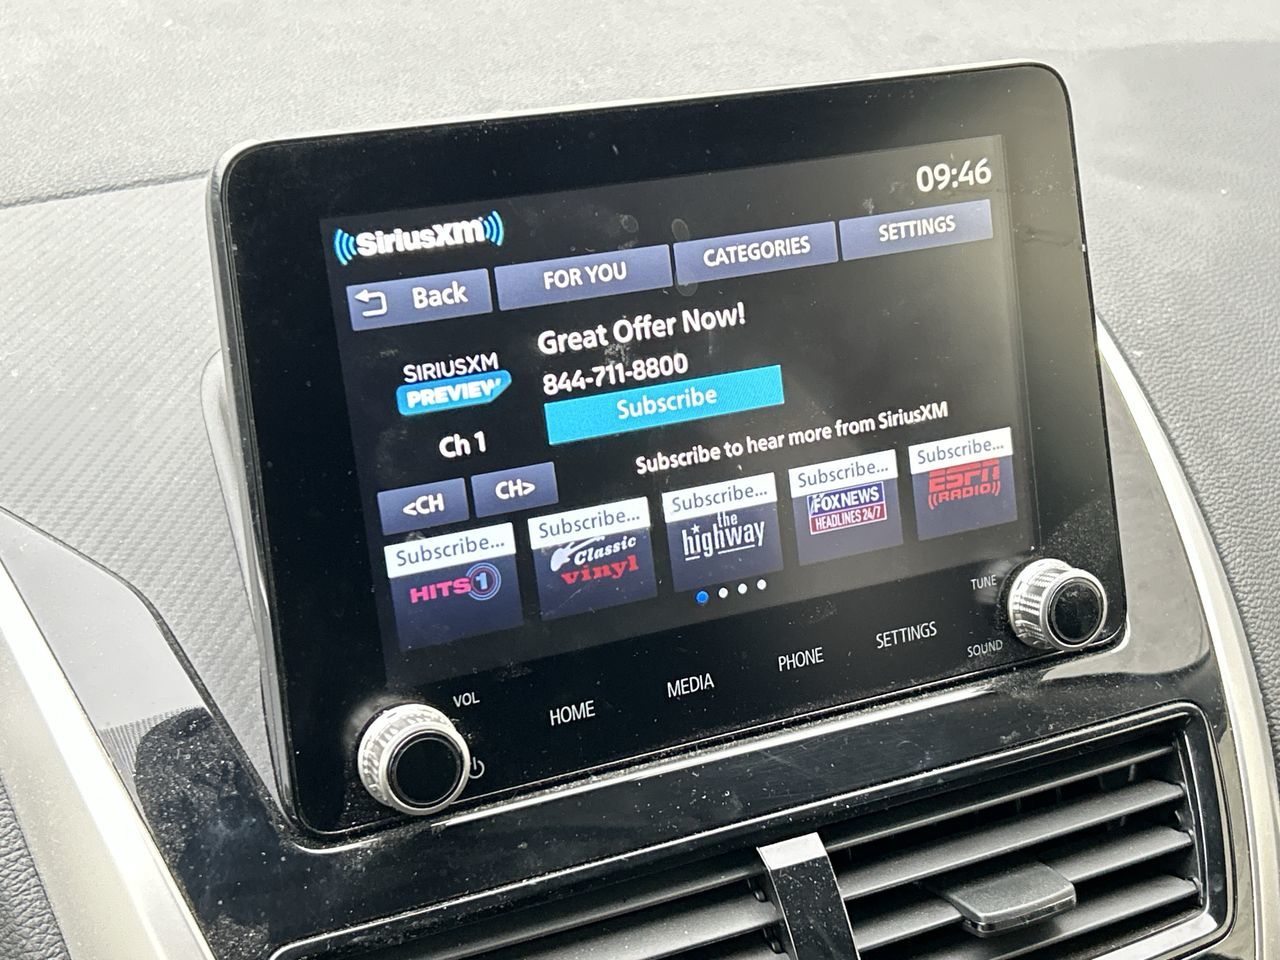 09:46
SiriusXM
Back
FOR YOU
CATEGORIES
SETTINGS
Great Offer Now!
844-711-8800
SIRIUSXM
PREVIEW
Subscribe
Ch 1
Subscribe to hear more from SiriusXM
<CH
CH>
Subscribe...
HITS 1
Subscribe...
Classic
vinyl
Subscribe...
the
highway
Subscribe...
FOX NEWS
HEADLINES 24/7
Subscribe...
ESPN
RADIO
VOL
HOME
MEDIA
PHONE
SETTINGS
TUNE
SOUND